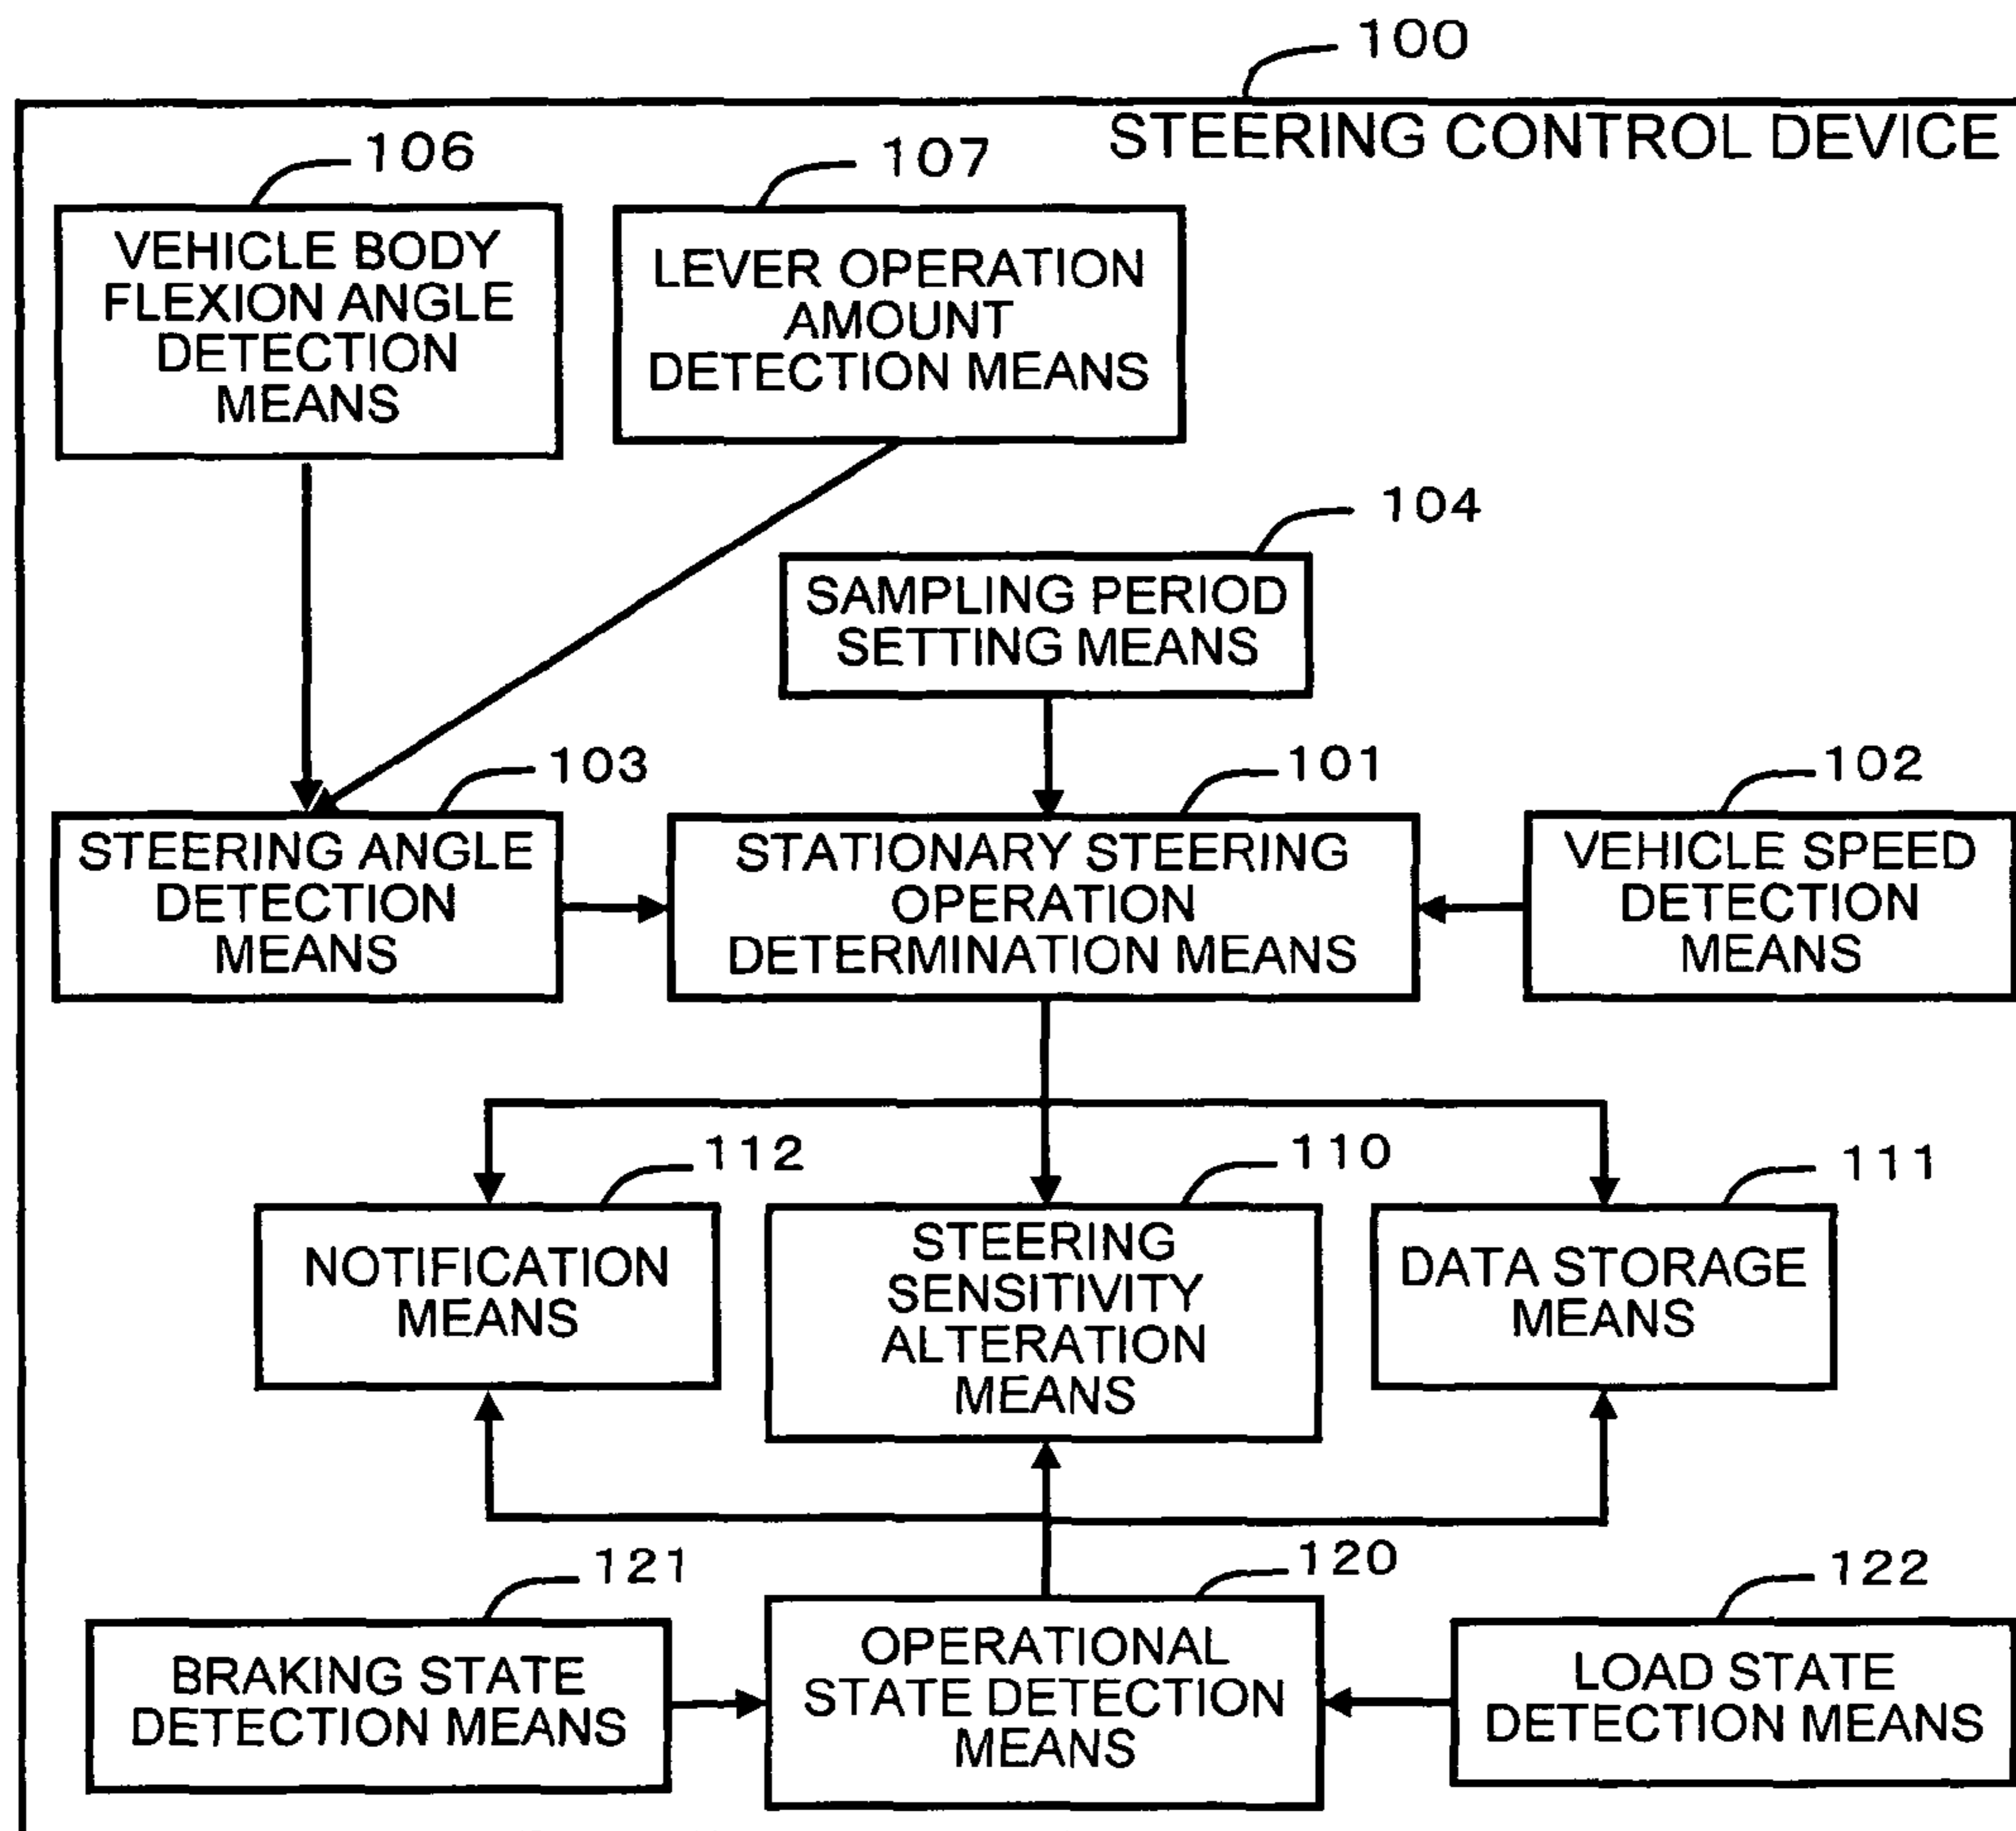 100
STEERING CONTROL DEVICE
106
107
VEHICLE BODY
FLEXION ANGLE
DETECTION
MEANS
LEVER OPERATION
AMOUNT
DETECTION MEANS
104
SAMPLING PERIOD
SETTING MEANS
103
101
102
STEERING ANGLE
DETECTION
MEANS
STATIONARY STEERING
OPERATION
DETERMINATION MEANS
VEHICLE SPEED
DETECTION
MEANS
112
110
111
NOTIFICATION
MEANS
STEERING
SENSITIVITY
ALTERATION
MEANS
DATA STORAGE
MEANS
121
120
122
BRAKING STATE
DETECTION MEANS
OPERATIONAL
STATE DETECTION
MEANS
LOAD STATE
DETECTION MEANS